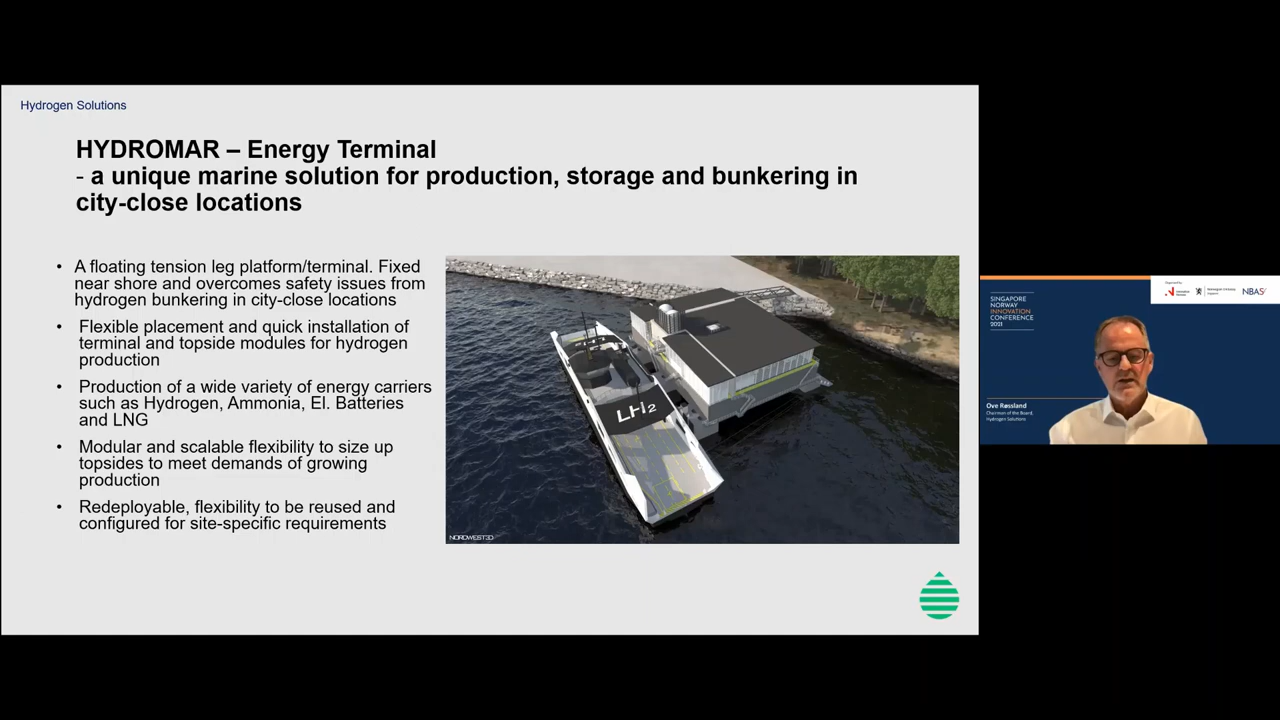 Hydrogen Solutions
HYDROMAR – Energy Terminal
- a unique marine solution for production, storage and bunkering in
city-close locations
• A floating tension leg platform/terminal. Fixed
near shore and overcomes safety issues from
hydrogen bunkering in city-close locations
• Flexible placement and quick installation of
terminal and topside modules for hydrogen
production
• Production of a wide variety of energy carriers
such as Hydrogen, Ammonia, El. Batteries
and LNG
• Modular and scalable flexibility to size up
topsides to meet demands of growing
production
• Redeployable, flexibility to be reused and
configured for site-specific requirements
LH2
NORDWEST3D
SINGAPORE
NORWAY
INNOVATION
CONFERENCE
2021
NBAS
Ove Røssland
Chairman of the Board,
Hydrogen Solutions